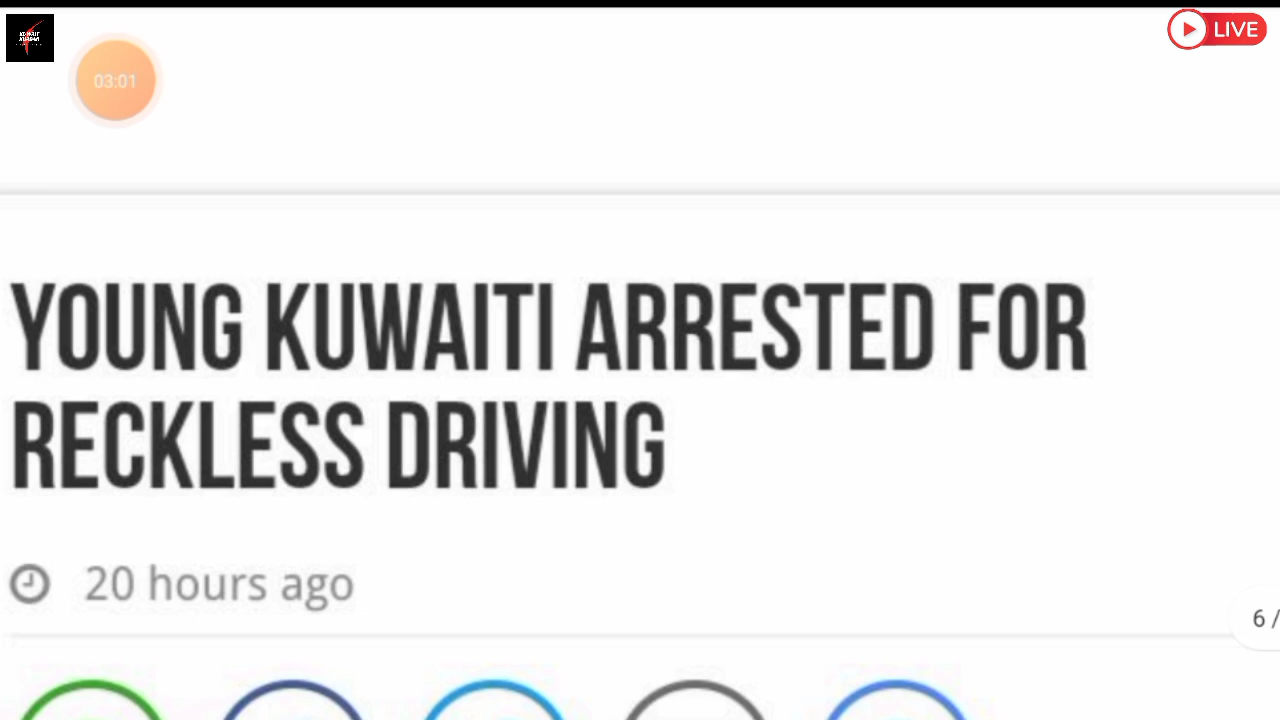 03:01
LIVE
YOUNG KUWAITI ARRESTED FOR
RECKLESS DRIVING
20 hours ago
6 /